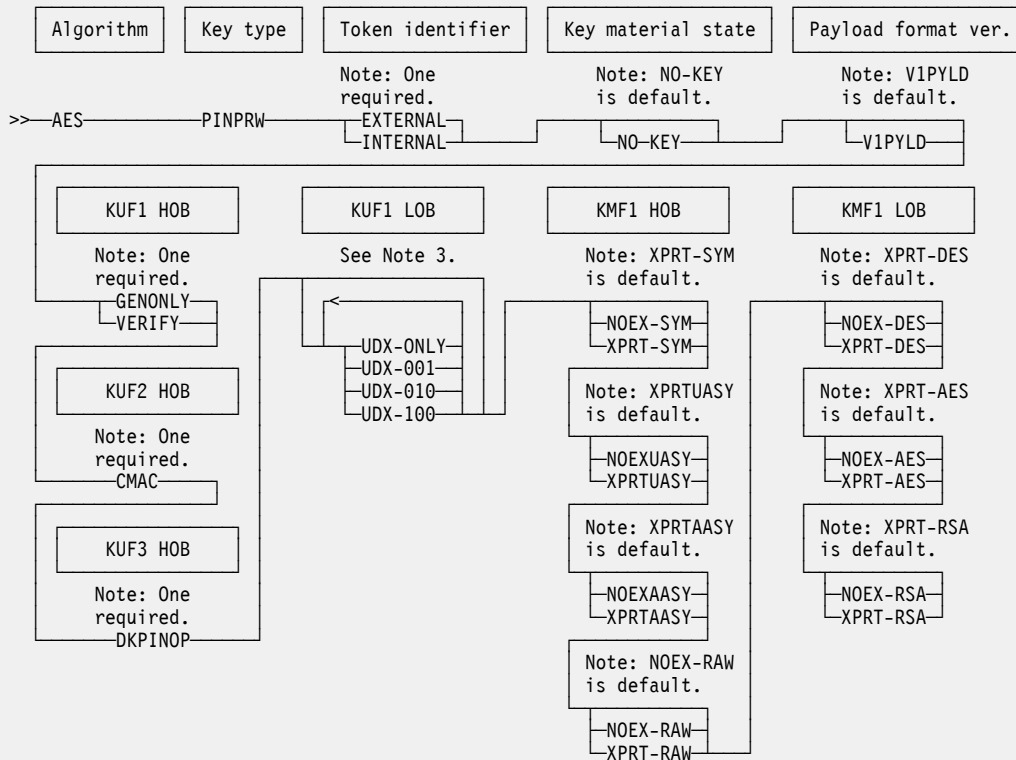 Algorithm Key type Token identifier Key material state Payload format ver.
Note: One Note: NO-KEY Note: V1PYLD
required. is default. is default.
>>—AES PINPRW EXTERNAL
INTERNAL NO-KEY V1PYLD
KUF1 HOB KUF1 LOB KMF1 HOB KMF1 LOB
Note: One See Note 3. Note: XPRT-SYM Note: XPRT-DES
required. is default. is default.
GENONLY <
VERIFY NOEX-SYM NOEX-DES
UDX-ONLY XPRT-SYM XPRT-DES
UDX-001
KUF2 HOB UDX-010 Note: XPRTUASY Note: XPRT-AES
UDX-100 is default. is default.
Note: One
required. NOEXUASY NOEX-AES
CMAC XPRTUASY XPRT-AES
Note: XPRTAASY Note: XPRT-RSA
KUF3 HOB is default. is default.
Note: One NOEXAASY NOEX-RSA
required. XPRTAASY XPRT-RSA
DKPINOP
Note: NOEX-RAW
is default.
NOEX-RAW
XPRT-RAW